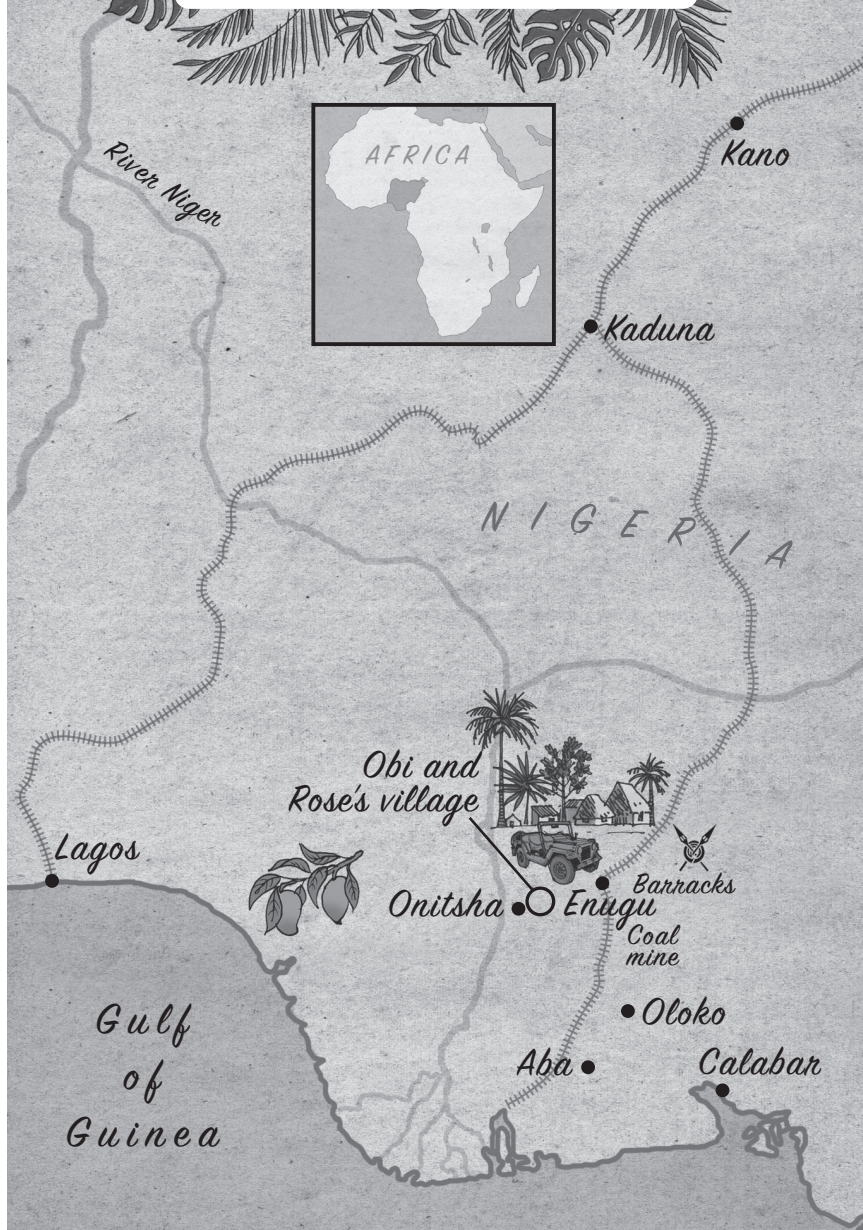 AFRICA
Kano
River Niger
Kaduna
NIGERIA
Obi and
Rose's village
Lagos
Barracks
Onitsha
Enugu
Coal
mine
Gulf
of
Guinea
Oloko
Aba
Calabar